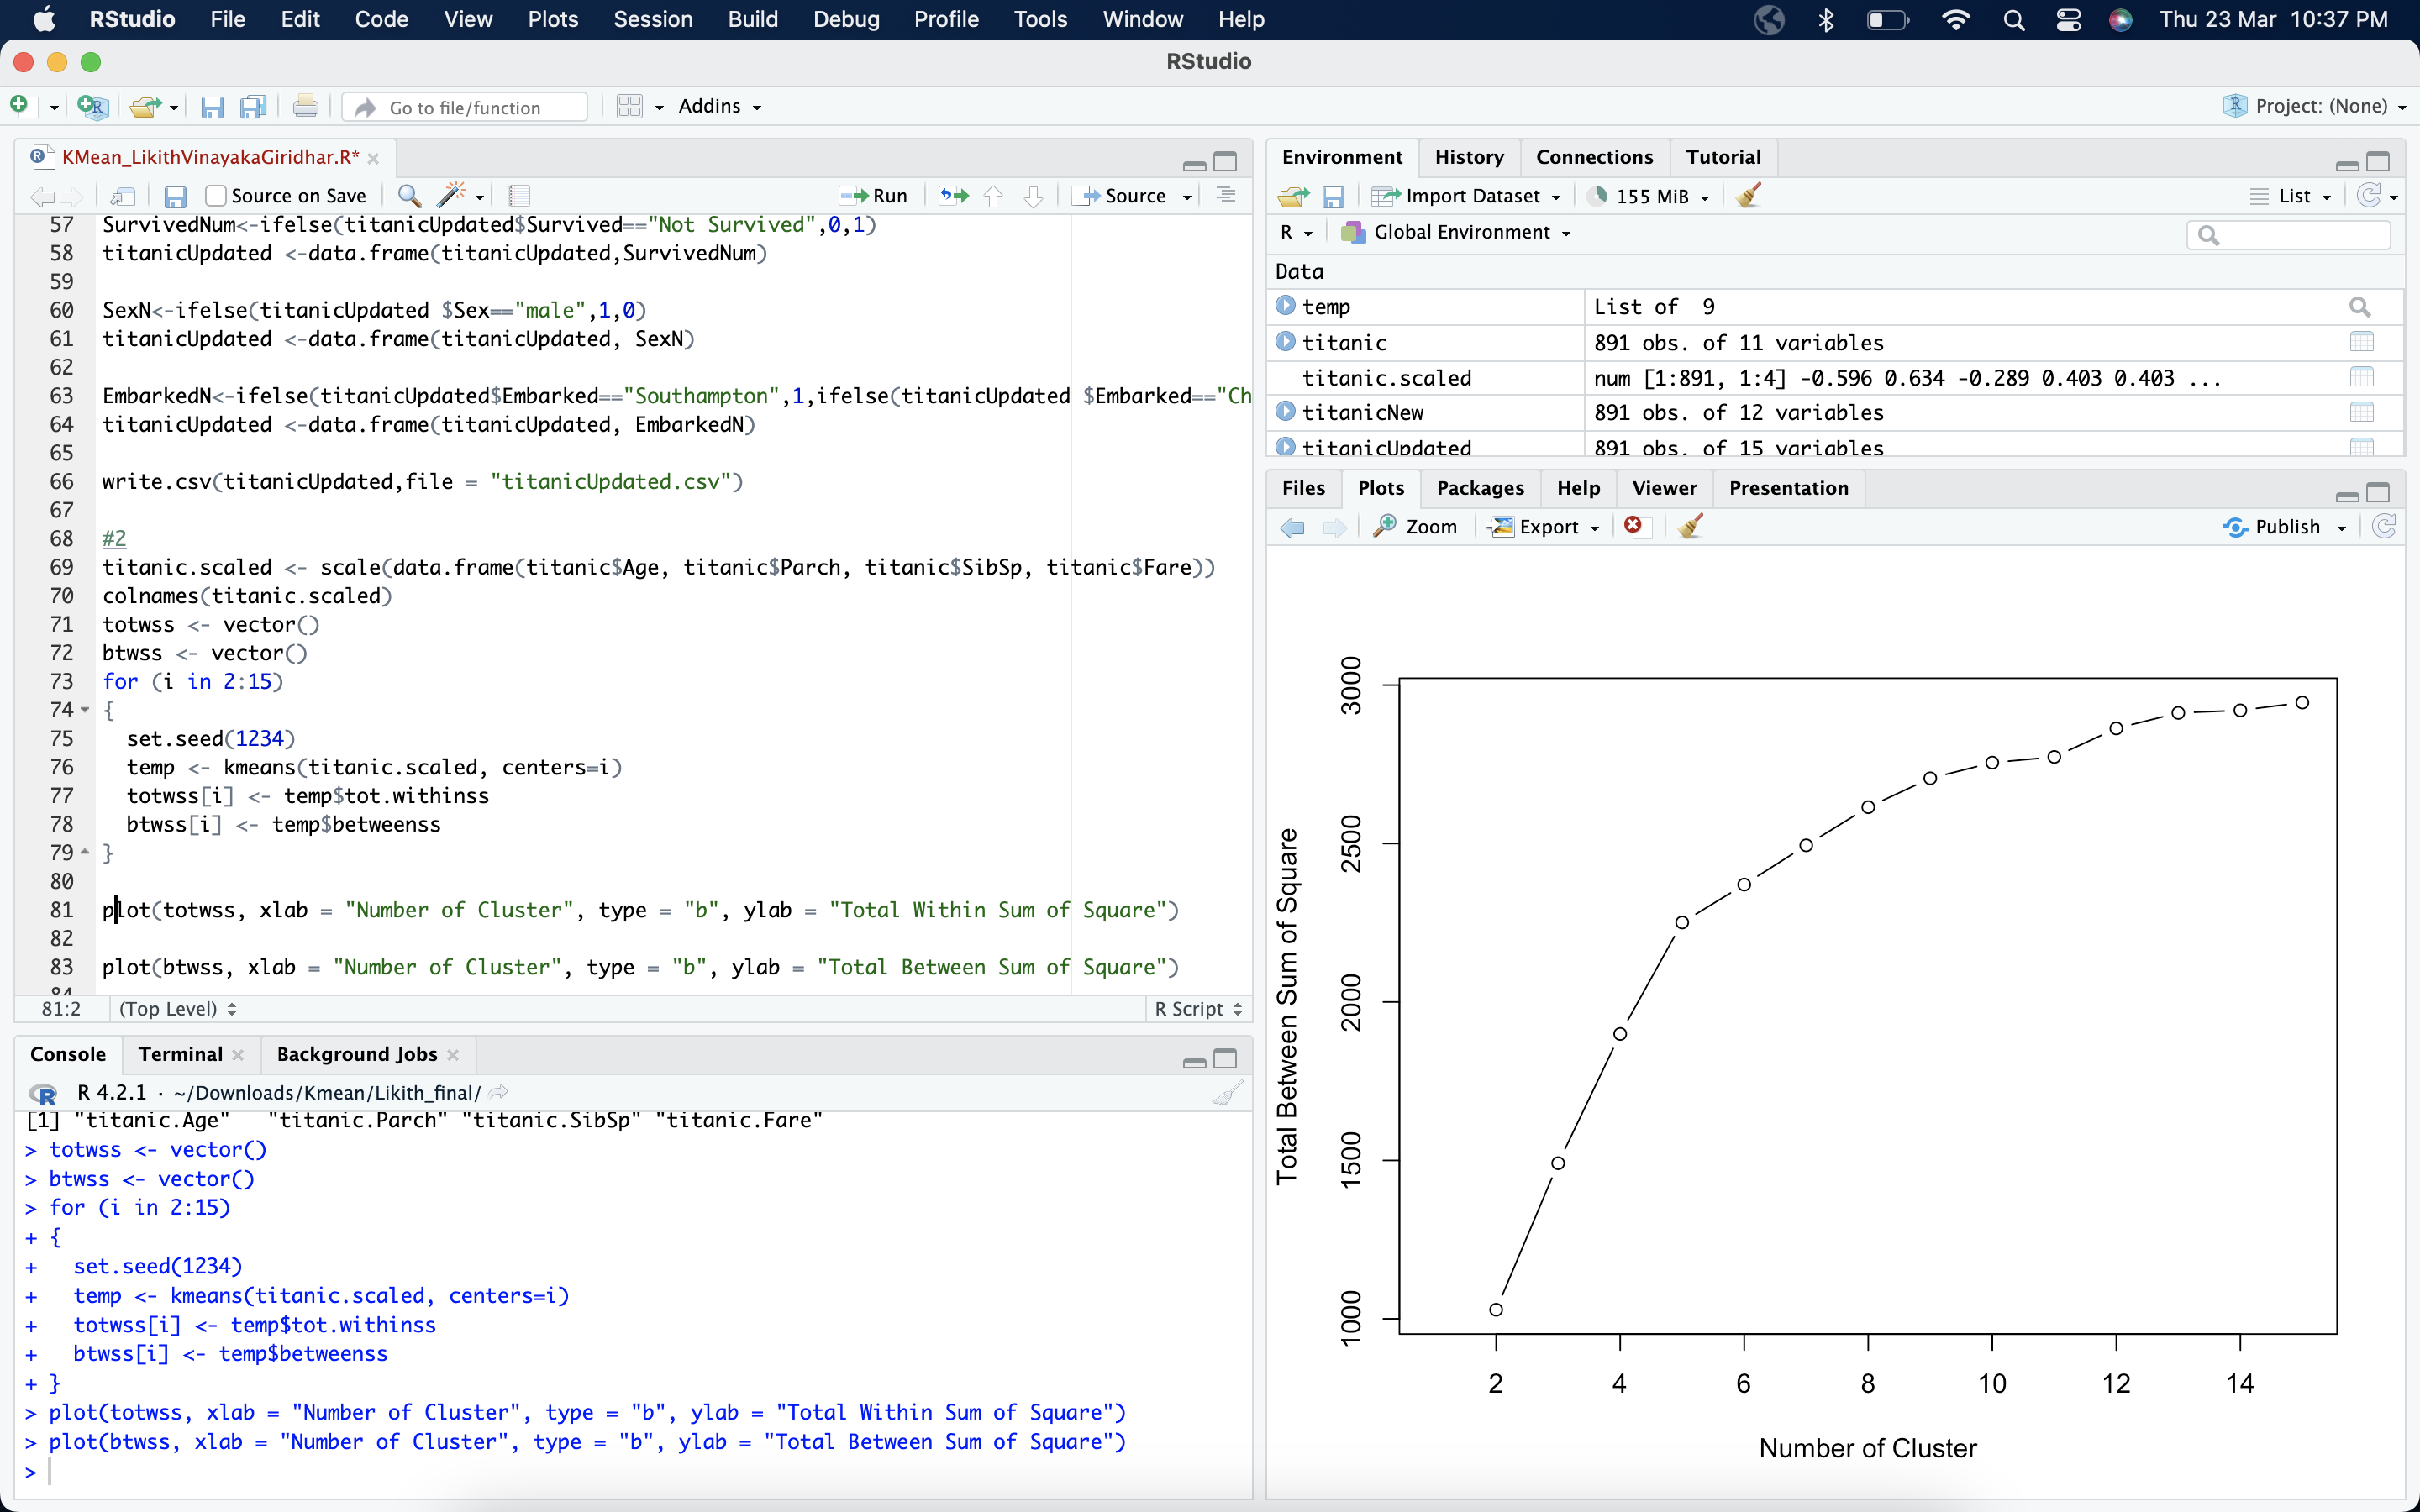 RStudio File Edit Code View Plots Session Build Debug Profile Tools Window Help Thu 23 Mar 10:37 PM
RStudio
Go to file/function Addins Project: (None)
KMean_LikithVinayakaGiridhar.R*
Source on Save Run Source
57 SurvivedNum<-ifelse(titanicUpdated$Survived=="Not Survived",0,1)
58 titanicUpdated <-data.frame(titanicUpdated,SurvivedNum)
59
60 SexN<-ifelse(titanicUpdated $Sex=="male",1,0)
61 titanicUpdated <-data.frame(titanicUpdated, SexN)
62
63 EmbarkedN<-ifelse(titanicUpdated$Embarked=="Southampton",1,ifelse(titanicUpdated $Embarked=="Ch
64 titanicUpdated <-data.frame(titanicUpdated, EmbarkedN)
65
66 write.csv(titanicUpdated,file = "titanicUpdated.csv")
67
68 #2
69 titanic.scaled <- scale(data.frame(titanic$Age, titanic$Parch, titanic$SibSp, titanic$Fare))
70 colnames(titanic.scaled)
71 totwss <- vector()
72 btwss <- vector()
73 for (i in 2:15)
74 {
75 set.seed(1234)
76 temp <- kmeans(titanic.scaled, centers=i)
77 totwss[i] <- temp$tot.withinss
78 btwss[i] <- temp$betweenss
79 }
80
81 plot(totwss, xlab = "Number of Cluster", type = "b", ylab = "Total Within Sum of Square")
82
83 plot(btwss, xlab = "Number of Cluster", type = "b", ylab = "Total Between Sum of Square")
84
81:2 (Top Level) R Script
Console Terminal Background Jobs
R 4.2.1 · ~/Downloads/Kmean/Likith_final/
[1] "titanic.Age" "titanic.Parch" "titanic.SibSp" "titanic.Fare"
> totwss <- vector()
> btwss <- vector()
> for (i in 2:15)
+ {
+ set.seed(1234)
+ temp <- kmeans(titanic.scaled, centers=i)
+ totwss[i] <- temp$tot.withinss
+ btwss[i] <- temp$betweenss
+ }
> plot(totwss, xlab = "Number of Cluster", type = "b", ylab = "Total Within Sum of Square")
> plot(btwss, xlab = "Number of Cluster", type = "b", ylab = "Total Between Sum of Square")
>
Environment History Connections Tutorial
Import Dataset 155 MiB List
R Global Environment
Data
temp List of 9
titanic 891 obs. of 11 variables
titanic.scaled num [1:891, 1:4] -0.596 0.634 -0.289 0.403 0.403 ...
titanicNew 891 obs. of 12 variables
titanicUpdated 891 obs. of 15 variables
Files Plots Packages Help Viewer Presentation
Zoom Export Publish
Total Between Sum of Square
3000
2500
2000
1500
1000
2 4 6 8 10 12 14
Number of Cluster